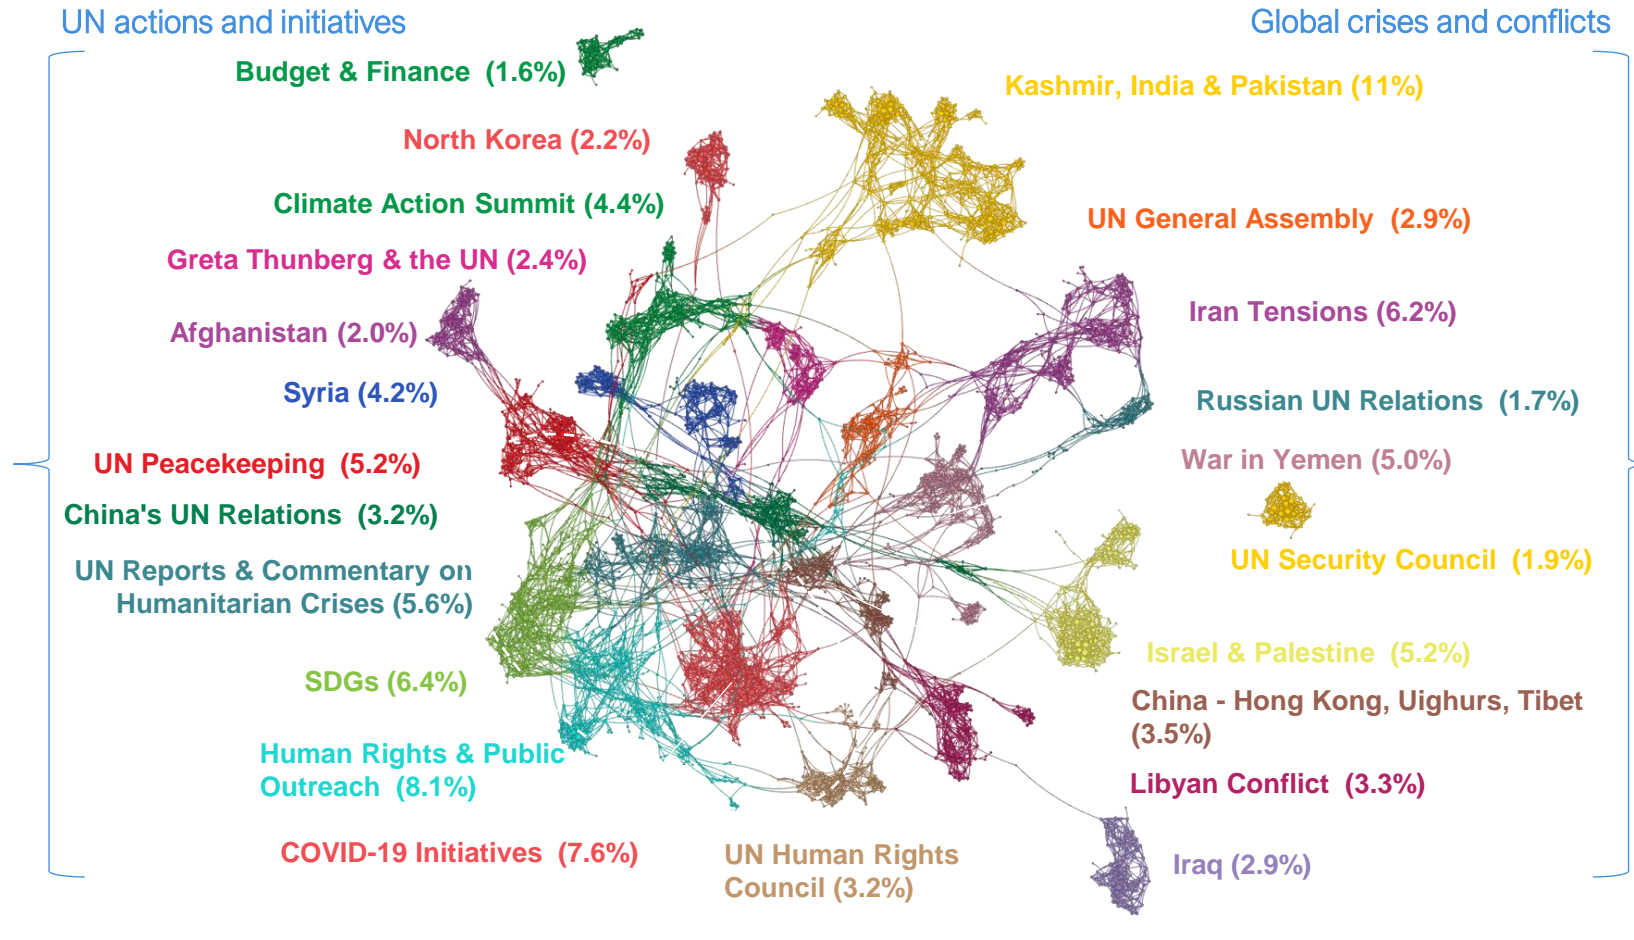 UN actions and initiatives
Global crises and conflicts
Budget & Finance (1.6%)
Kashmir, India & Pakistan (11%)
North Korea (2.2%)
Climate Action Summit (4.4%)
UN General Assembly (2.9%)
Greta Thunberg & the UN (2.4%)
Iran Tensions (6.2%)
Afghanistan (2.0%)
Syria (4.2%)
Russian UN Relations (1.7%)
UN Peacekeeping (5.2%)
War in Yemen (5.0%)
China's UN Relations (3.2%)
UN Security Council (1.9%)
UN Reports & Commentary on
Humanitarian Crises (5.6%)
Israel & Palestine (5.2%)
SDGs (6.4%)
China - Hong Kong, Uighurs, Tibet
(3.5%)
Human Rights & Public
Outreach (8.1%)
Libyan Conflict (3.3%)
COVID-19 Initiatives (7.6%)
UN Human Rights
Council (3.2%)
Iraq (2.9%)